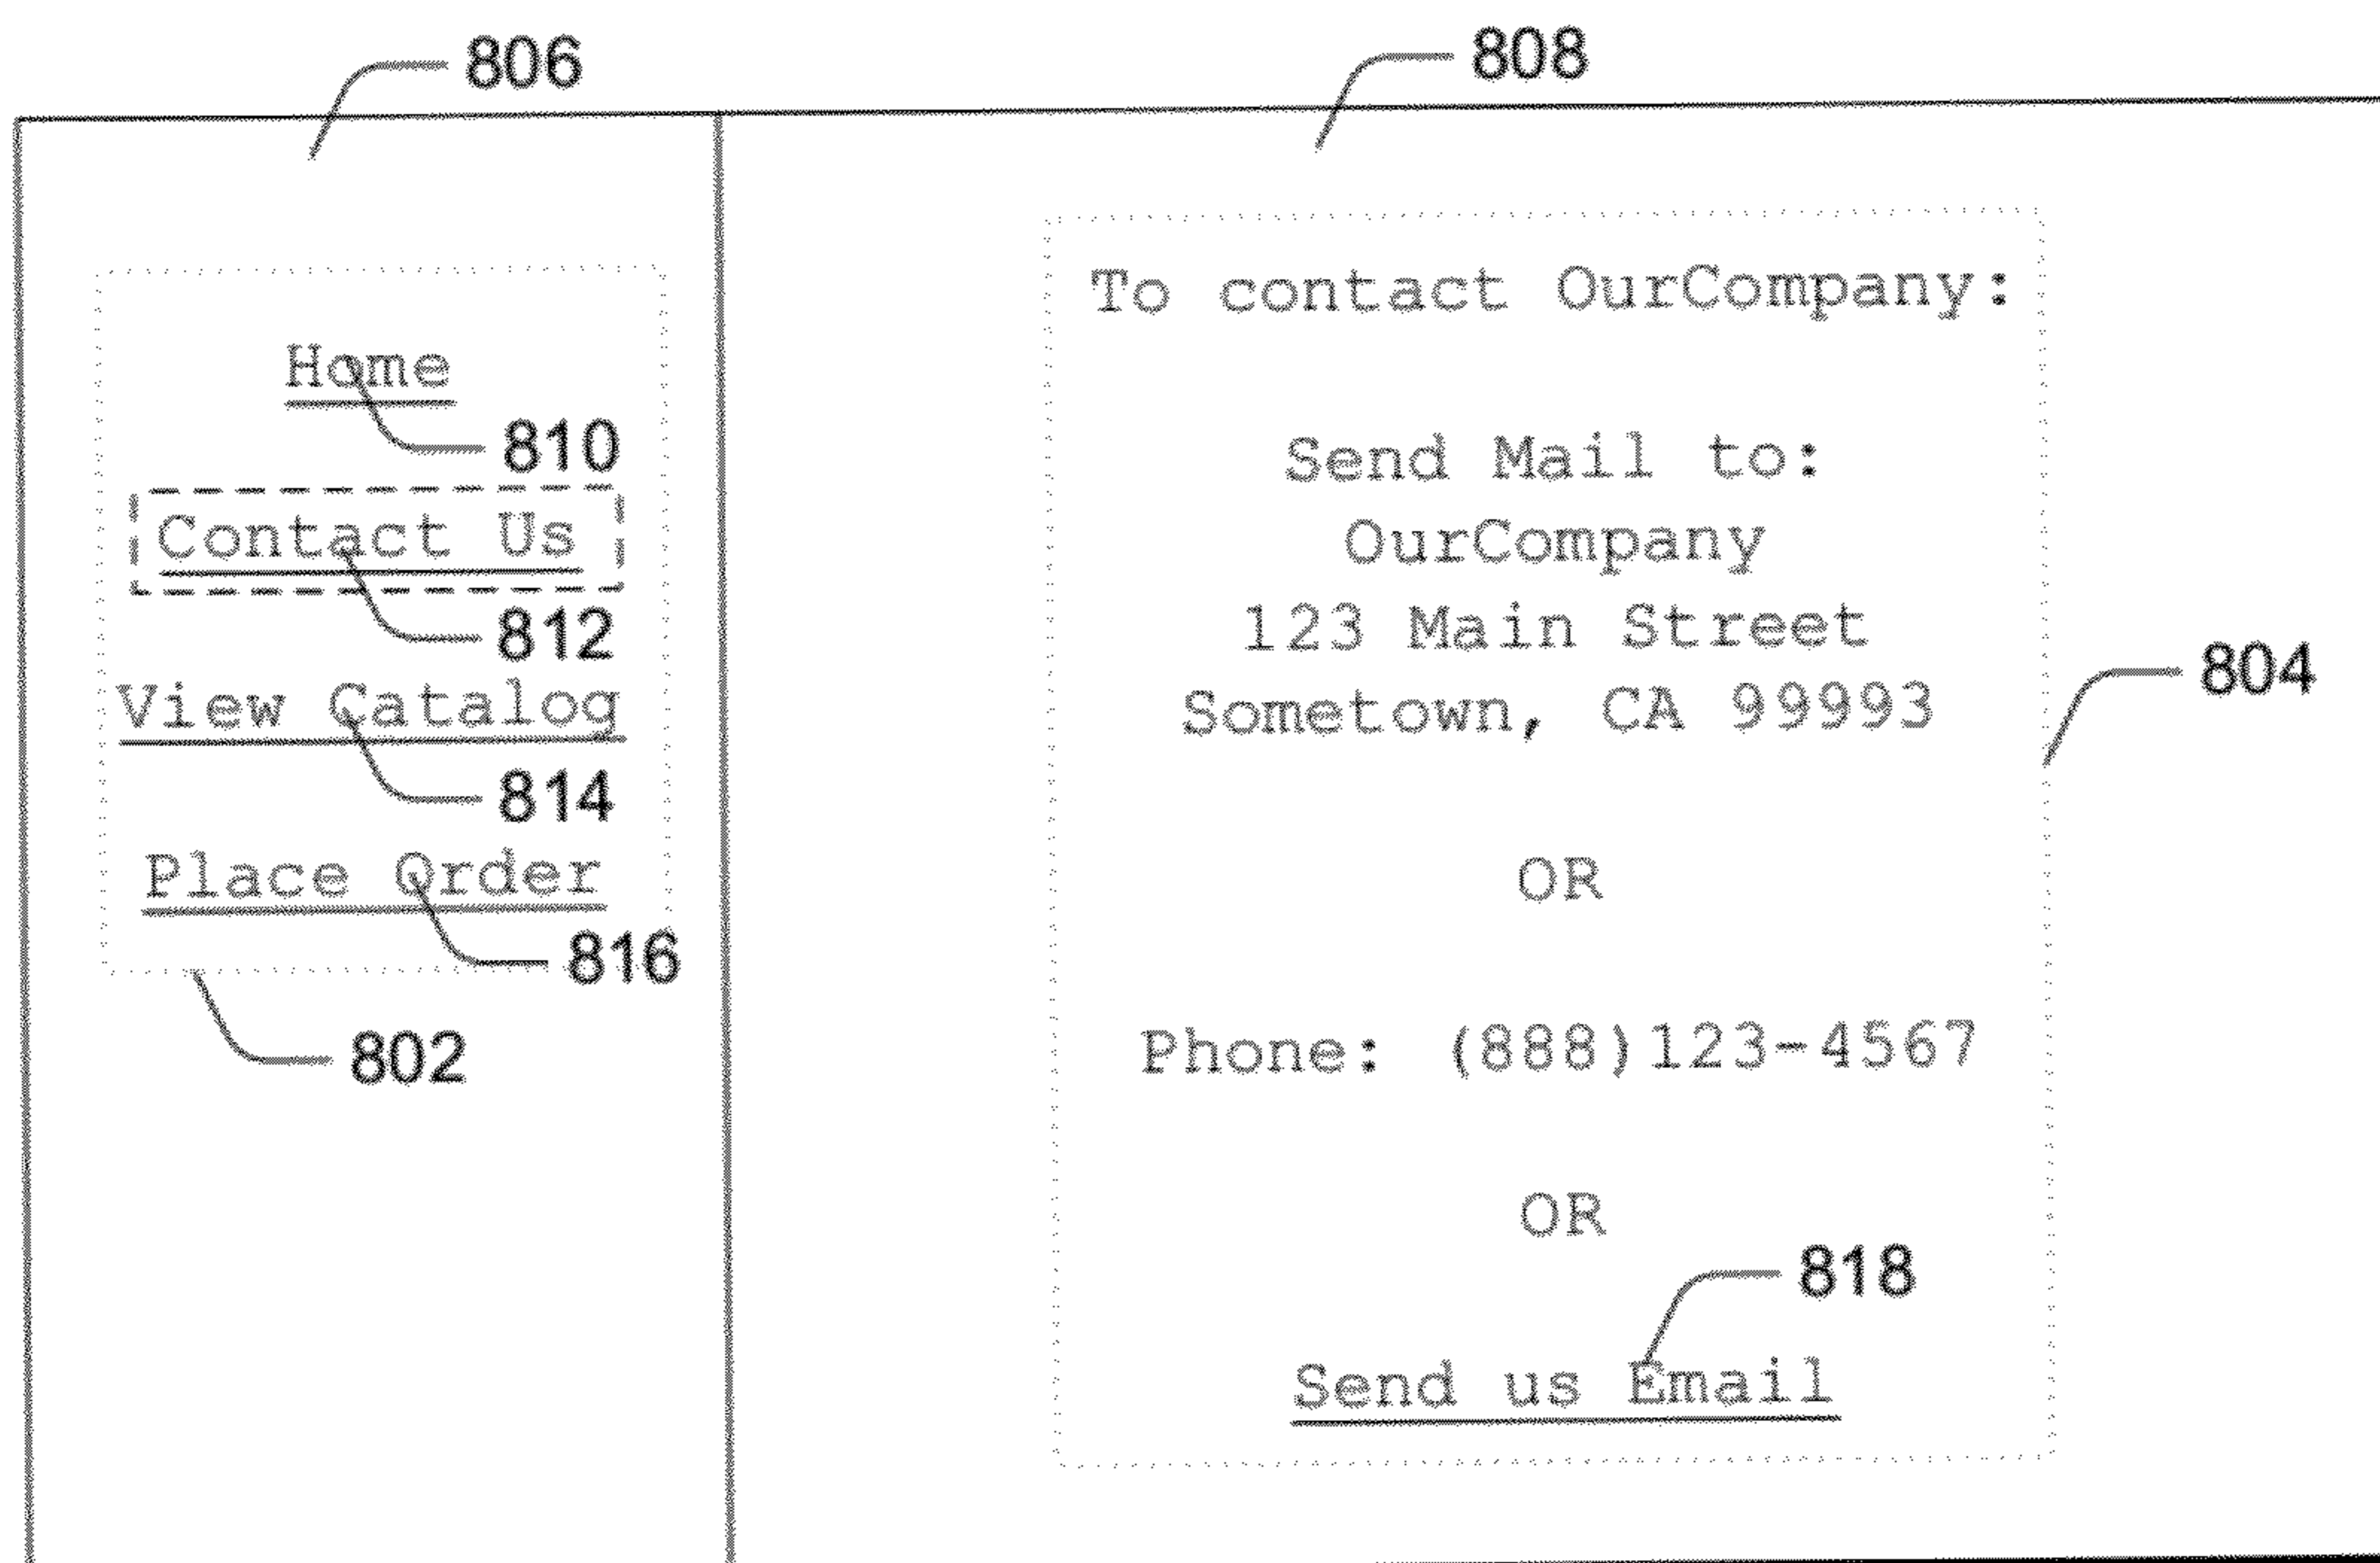 806
808
Home
810
Contact Us
812
View Catalog
814
Place Order
816
802
To contact OurCompany:
Send Mail to:
OurCompany
123 Main Street
Sometown, CA 99993
804
OR
Phone: (888)123-4567
OR
818
Send us Email